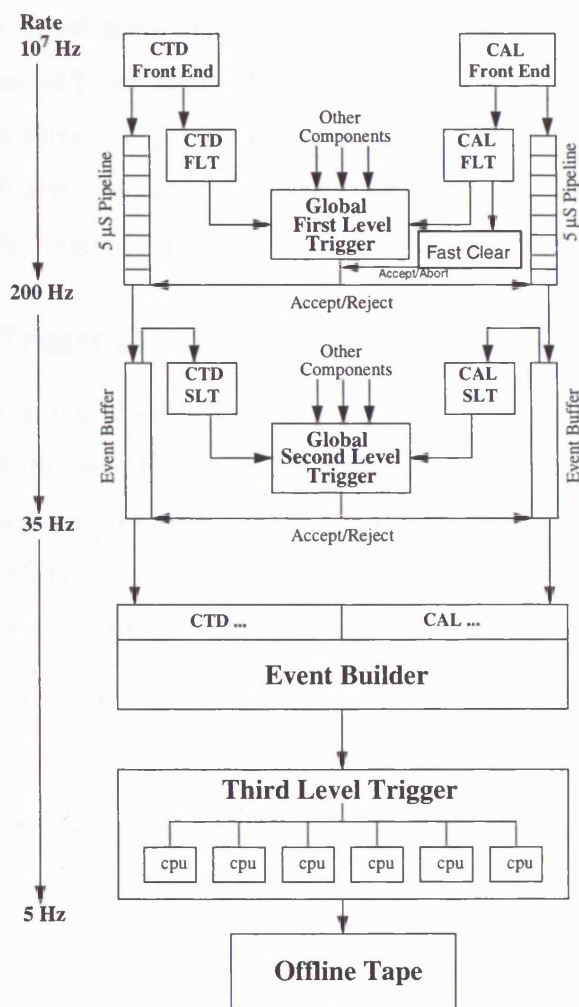 Rate
10⁷ Hz
CTD
Front End
CAL
Front End
Other
Components
CTD
FLT
CAL
FLT
5 µS Pipeline
5 µS Pipeline
Global
First Level
Trigger
Fast Clear
Accept/Abort
200 Hz
Accept/Reject
Trigger
Other
Components
CTD
SLT
CAL
SLT
Event Buffer
Event Buffer
Global
Second Level
Trigger
35 Hz
Accept/Reject
CTD ...
CAL ...
Event Builder
Third Level Trigger
cpu cpu cpu cpu cpu cpu
5 Hz
Offline Tape